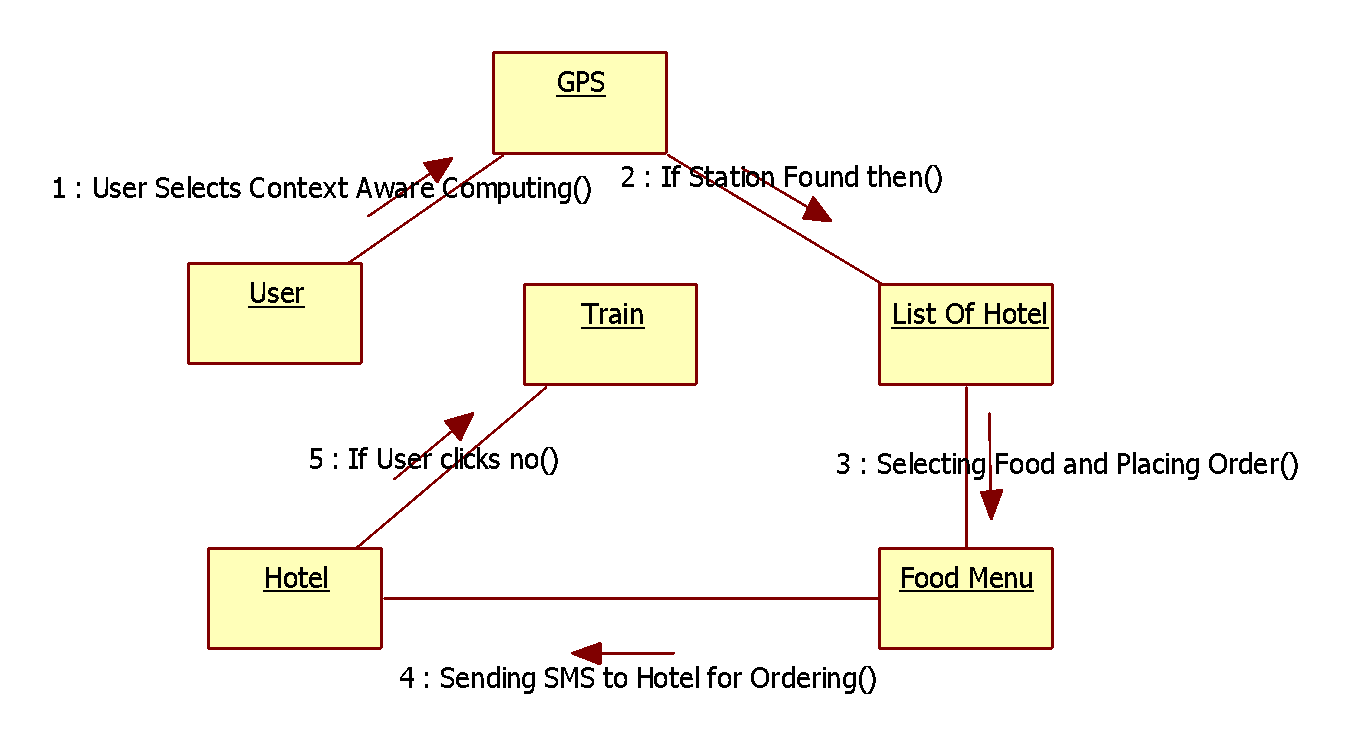 GPS
1 : User Selects Context Aware Computing()
2 : If Station Found then()
User
Train
List Of Hotel
5 : If User clicks no()
3 : Selecting Food and Placing Order()
Hotel
Food Menu
4 : Sending SMS to Hotel for Ordering()